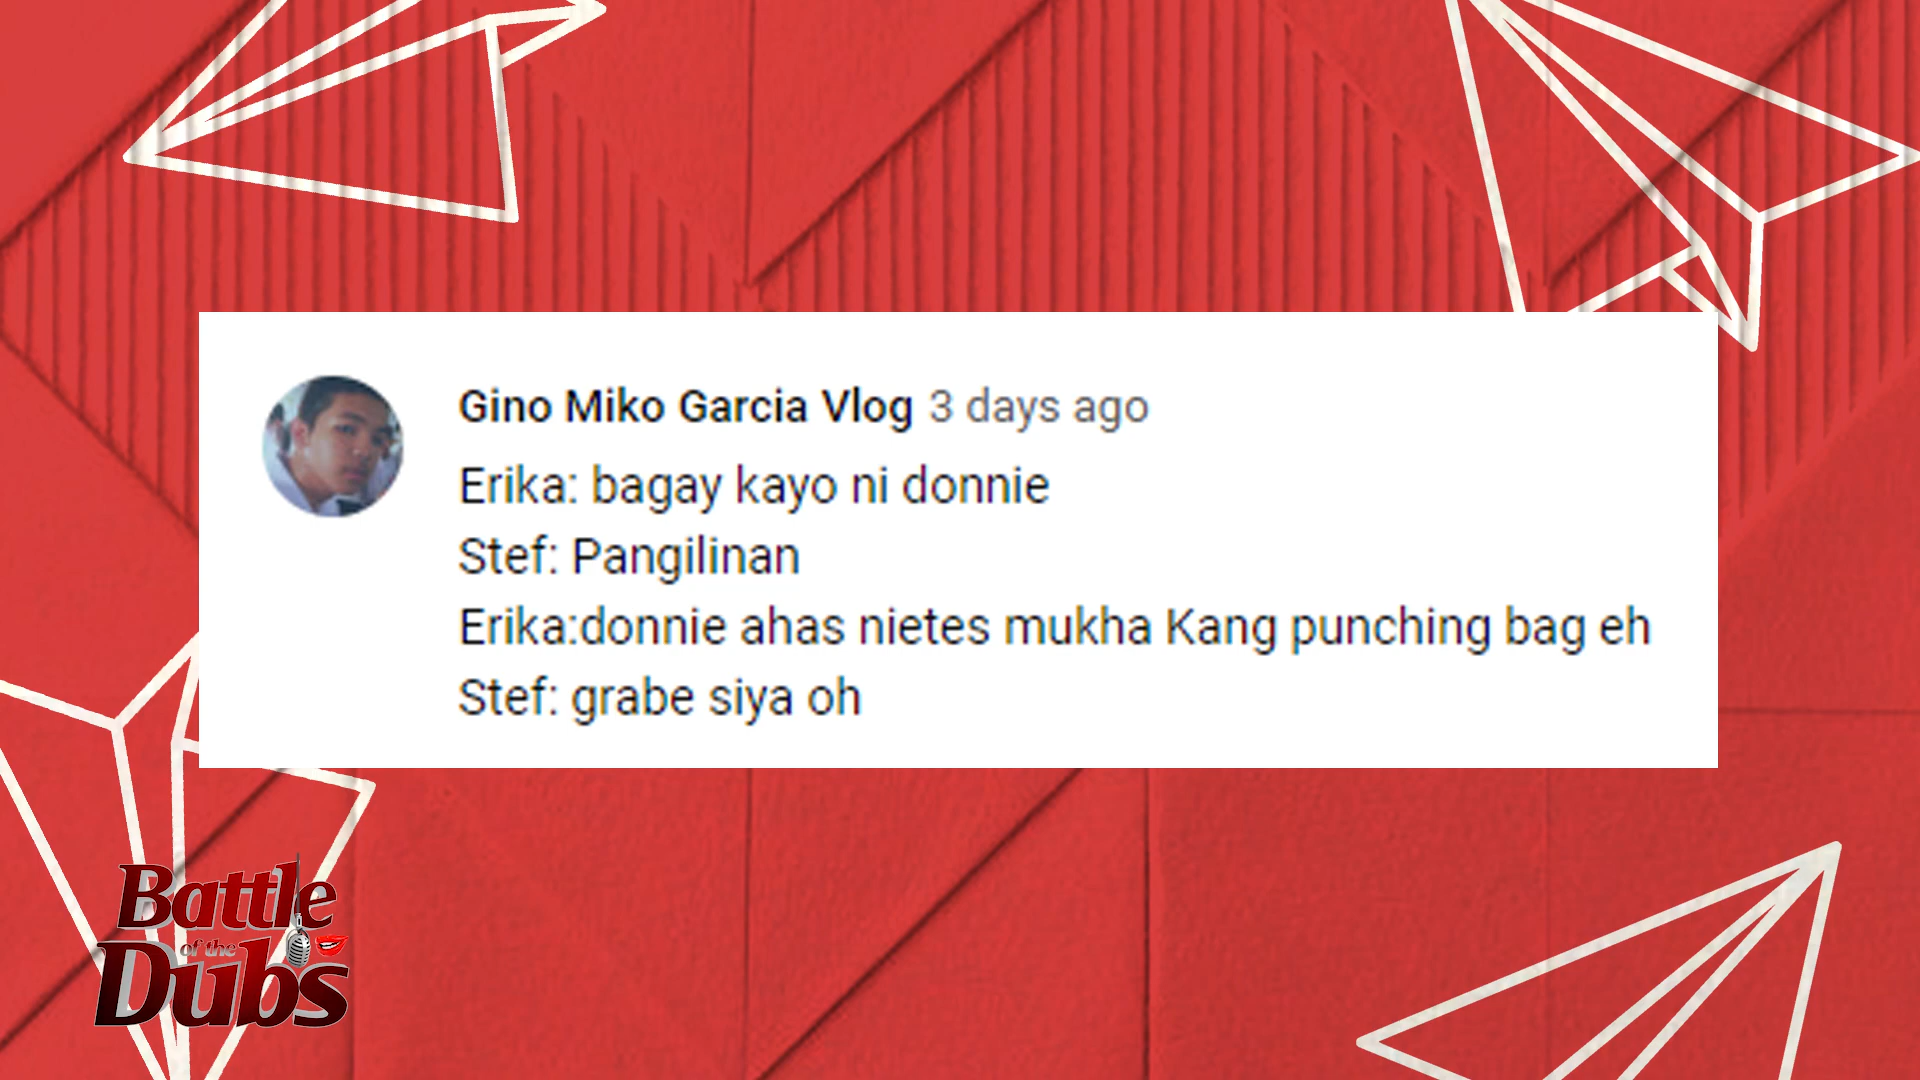 Gino Miko Garcia Vlog 3 days ago
Erika: bagay kayo ni donnie
Stef: Pangilinan
Erika:donnie ahas nietes mukha Kang punching bag eh
Stef: grabe siya oh
Battle
of the
Dubs